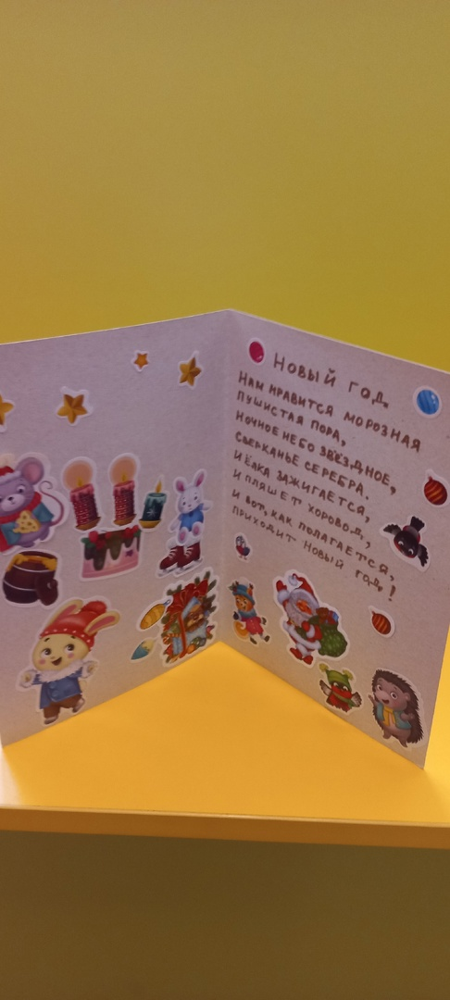 Новый год
Нам нравится морозная
пушистая пора,
Ночное небо звёздное,
сверканье серебра.
И ёлка зажигается,
и пляшет хоровод,
и вот, как полагается,
приходит Новый год!